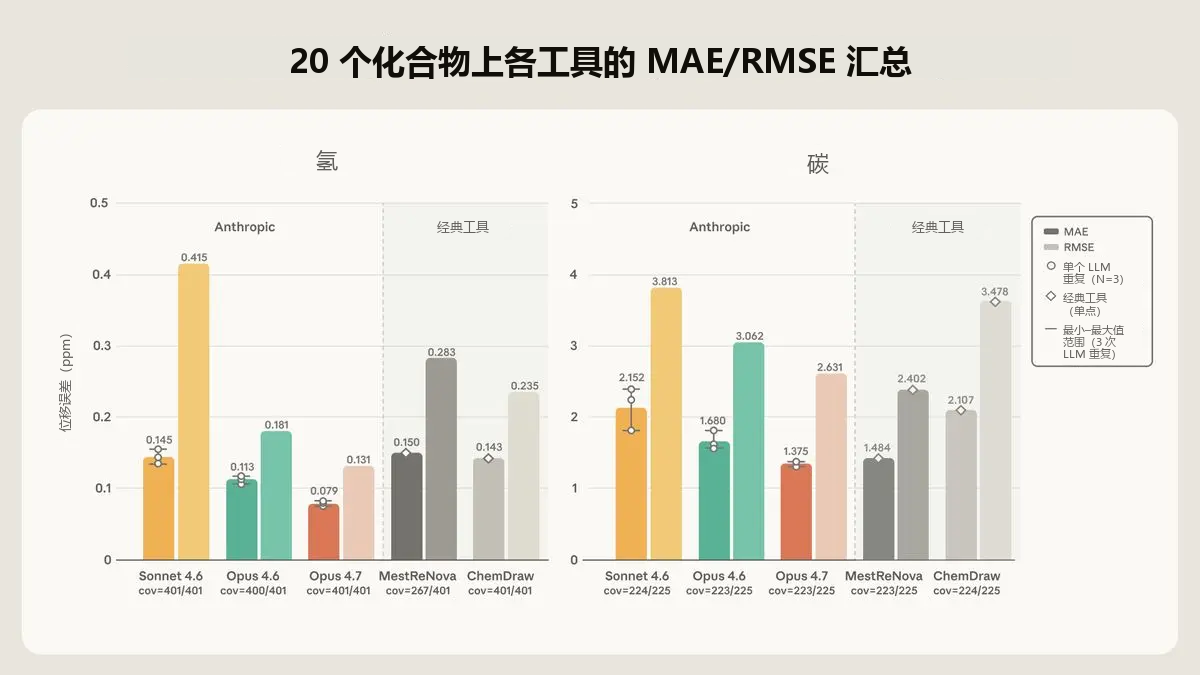 20 个化合物上各工具的 MAE/RMSE 汇总
氢
位移误差（ppm）
0.5
0.4
0.3
0.2
0.1
0
Anthropic
经典工具
0.145
0.415
0.113
0.181
0.079
0.131
0.150
0.283
0.143
0.235
Sonnet 4.6
cov=401/401
Opus 4.6
cov=400/401
Opus 4.7
cov=401/401
MestReNova
cov=267/401
ChemDraw
cov=401/401
碳
5
4
3
2
1
0
Anthropic
经典工具
2.152
3.813
1.680
3.062
1.375
2.631
1.484
2.402
2.107
3.478
Sonnet 4.6
cov=224/225
Opus 4.6
cov=223/225
Opus 4.7
cov=223/225
MestReNova
cov=223/225
ChemDraw
cov=224/225
MAE
RMSE
单个 LLM
重复（N=3）
经典工具
（单点）
最小–最大值
范围（3 次
LLM 重复）